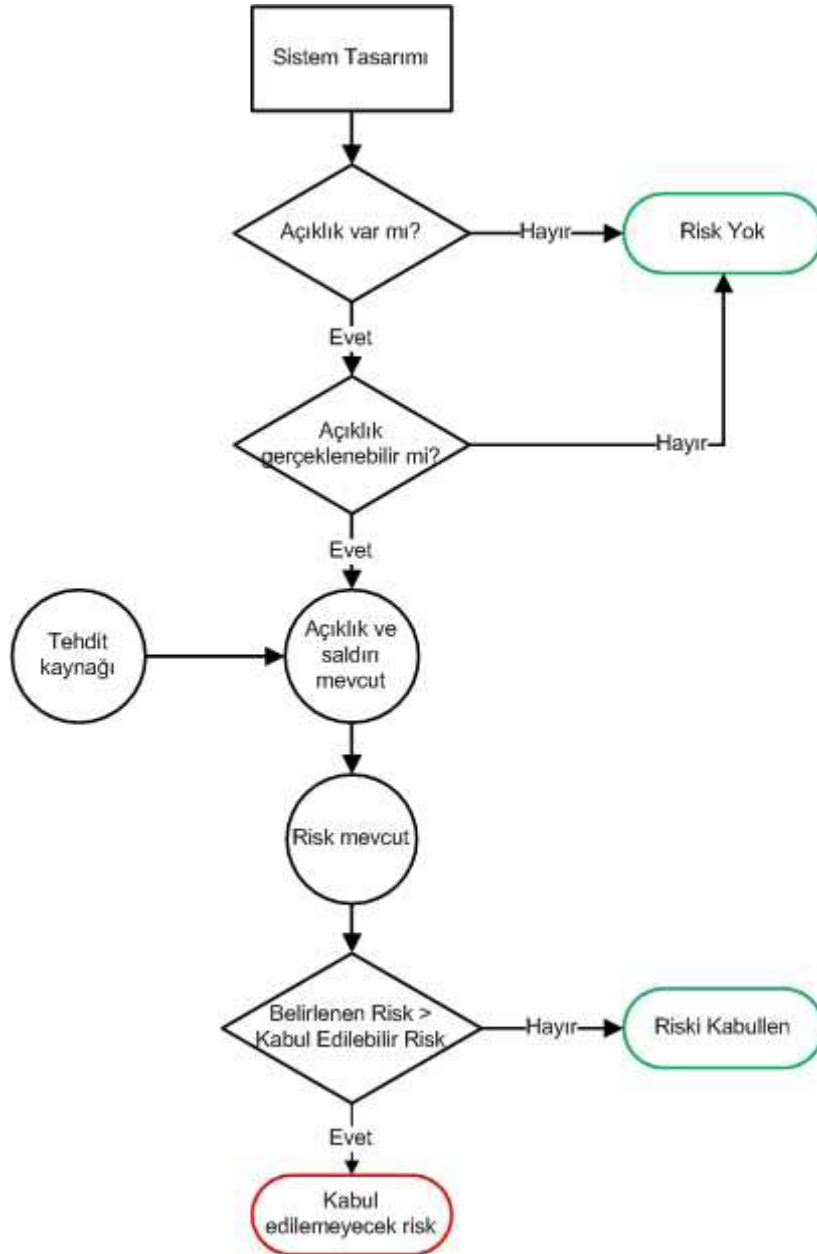 Sistem Tasarımı
Açıklık var mı?
Hayır
Risk Yok
Evet
Açıklık
gerçeklenebilir mi?
Hayır
Evet
Tehdit
kaynağı
Açıklık ve
saldırı
mevcut
Risk mevcut
Belirlenen Risk >
Kabul Edilebilir Risk
Hayır
Riski Kabullen
Evet
Kabul
edilemeyecek risk